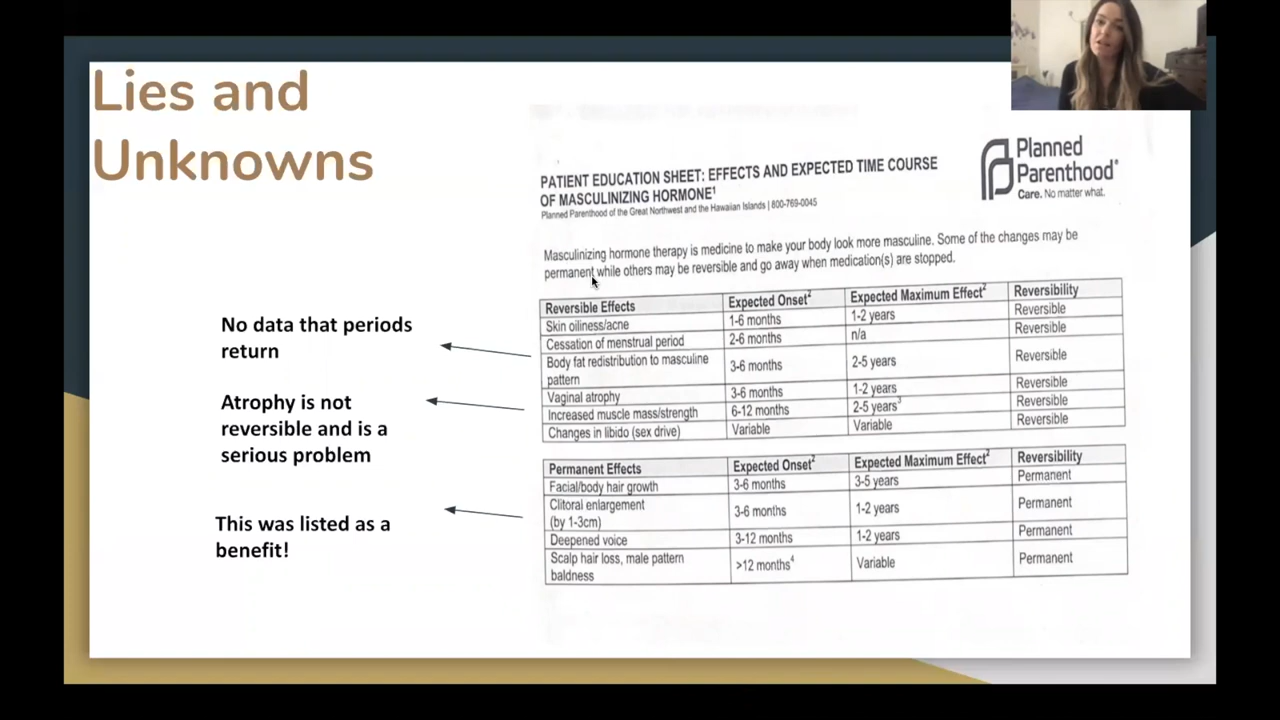 Lies and
Unknowns
No data that periods
return
Atrophy is not
reversible and is a
serious problem
This was listed as a
benefit!
Planned
Parenthood®
Care. No matter what.
PATIENT EDUCATION SHEET: EFFECTS AND EXPECTED TIME COURSE
OF MASCULINIZING HORMONE¹
Planned Parenthood of the Great Northwest and the Hawaiian Islands | 800-769-0045
Masculinizing hormone therapy is medicine to make your body look more masculine. Some of the changes may be
permanent while others may be reversible and go away when medication(s) are stopped.
Reversible Effects Expected Onset² Expected Maximum Effect² Reversibility
Skin oiliness/acne 1-6 months 1-2 years Reversible
Cessation of menstrual period 2-6 months n/a Reversible
Body fat redistribution to masculine
pattern 3-6 months 2-5 years Reversible
Vaginal atrophy 3-6 months 1-2 years Reversible
Increased muscle mass/strength 6-12 months 2-5 years³ Reversible
Changes in libido (sex drive) Variable Variable Reversible
Permanent Effects Expected Onset² Expected Maximum Effect² Reversibility
Facial/body hair growth 3-6 months 3-5 years Permanent
Clitoral enlargement
(by 1-3cm) 3-6 months 1-2 years Permanent
Deepened voice 3-12 months 1-2 years Permanent
Scalp hair loss, male pattern
baldness >12 months⁴ Variable Permanent